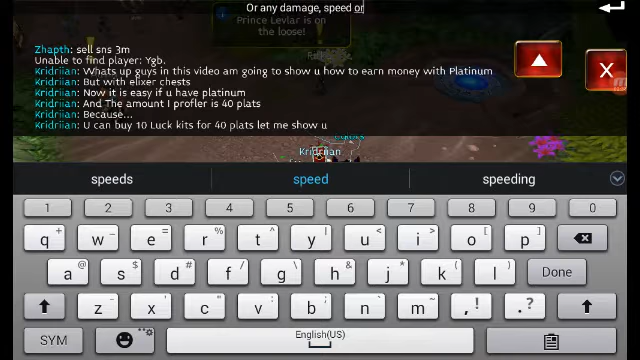 Or any damage, speed or
Prince Levlar is on
the loose!
Zhapth: sell sns 3m
Unable to find player: Ygb.
Kridriian: Whats up guys in this video am going to show u how to earn money with Platinum
Kridriian: But with elixer chests
Kridriian: Now it is easy if u have platinum
Kridriian: And The amount I profler is 40 plats
Kridriian: Because...
Kridriian: U can buy 10 Luck kits for 40 plats let me show u
X
Kridriian
speeds speed speeding
1 2 3 4 5 6 7 8 9 0
q + w - e = r % t ^ y | u < i > o [ p ]
a @ s $ d # f / g \ h & j * k ( l ) Done
z x c v b n m , ! . ?
SYM English(US)